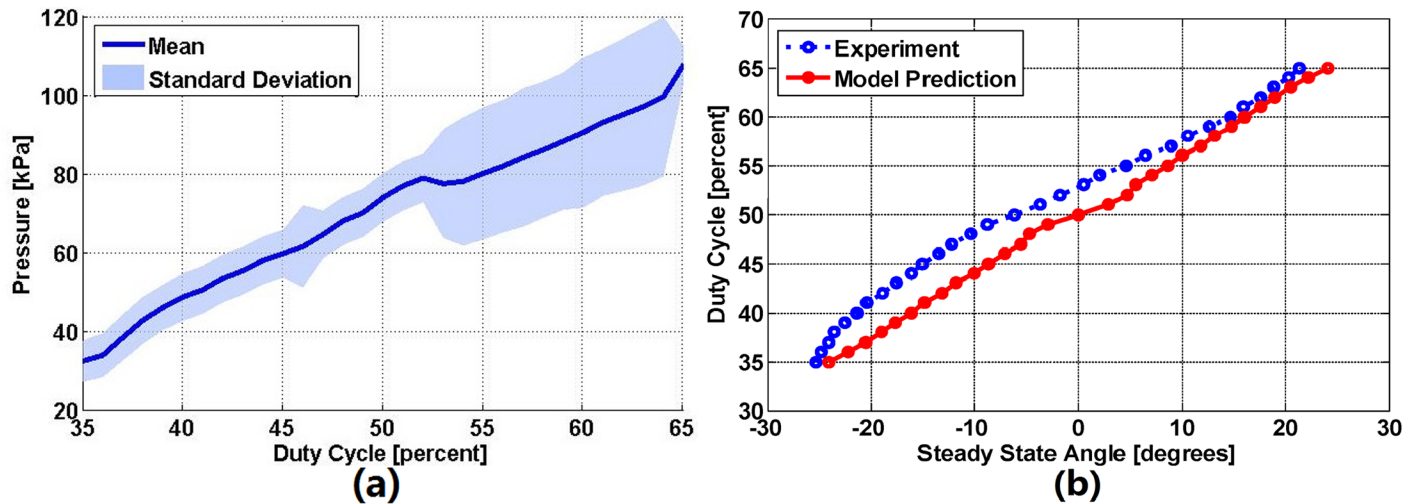 120
100
80
60
40
20
Pressure [kPa]
Mean
Standard Deviation
35
40
45
50
55
60
65
Duty Cycle [percent]
(a)
70
65
60
55
50
45
40
35
30
Duty Cycle [percent]
Experiment
Model Prediction
-30
-20
-10
0
10
20
30
Steady State Angle [degrees]
(b)